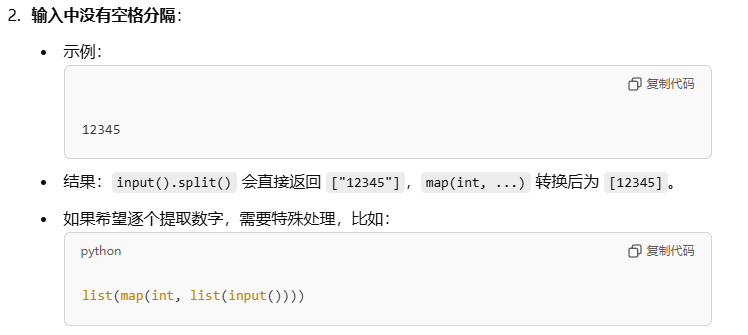 2. 输入中没有空格分隔：
• 示例：
复制代码
12345
• 结果：input().split() 会直接返回 ["12345"]，map(int, ...) 转换后为 [12345]。
• 如果希望逐个提取数字，需要特殊处理，比如：
python 复制代码
list(map(int, list(input())))